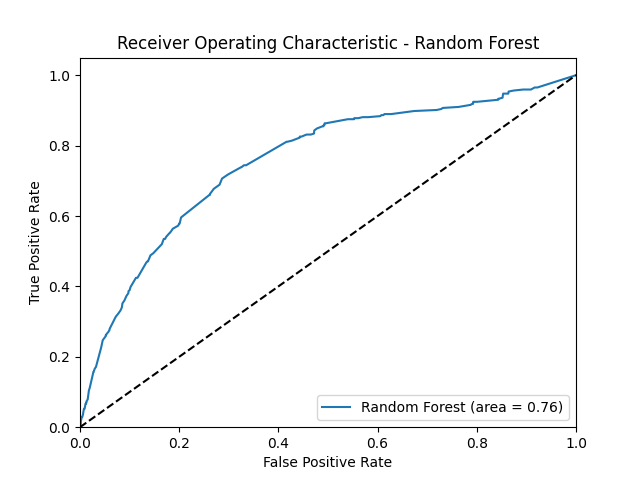 Receiver Operating Characteristic - Random Forest
1.0
0.8
0.6
0.4
0.2
0.0
True Positive Rate
Random Forest (area = 0.76)
0.0 0.2 0.4 0.6 0.8 1.0
False Positive Rate